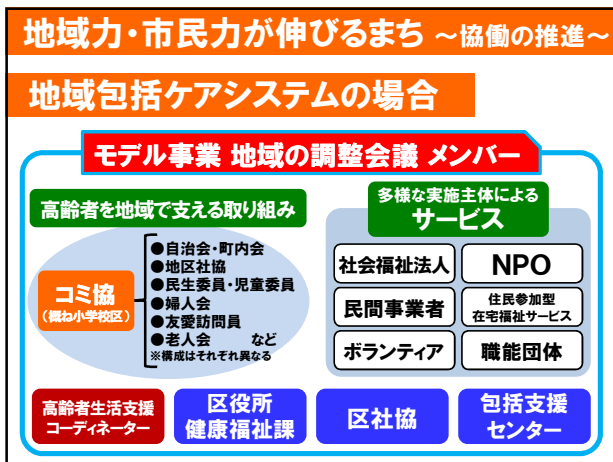 地域力・市民力が伸びるまち ～協働の推進～
地域包括ケアシステムの場合
モデル事業 地域の調整会議 メンバー
高齢者を地域で支える取り組み
コミ協
(概ね小学校区)
●自治会・町内会
●地区社協
●民生委員・児童委員
●婦人会
●友愛訪問員
●老人会 など
※構成はそれぞれ異なる
多様な実施主体による
サービス
社会福祉法人
NPO
民間事業者
住民参加型
在宅福祉サービス
ボランティア
職能団体
高齢者生活支援
コーディネーター
区役所
健康福祉課
区社協
包括支援
センター